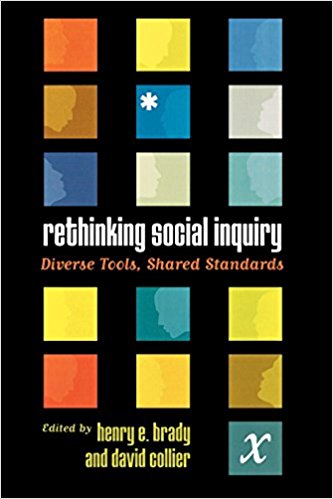 *
rethinking social inquiry
Diverse Tools, Shared Standards
Edited by henry e. brady
and david collier
x